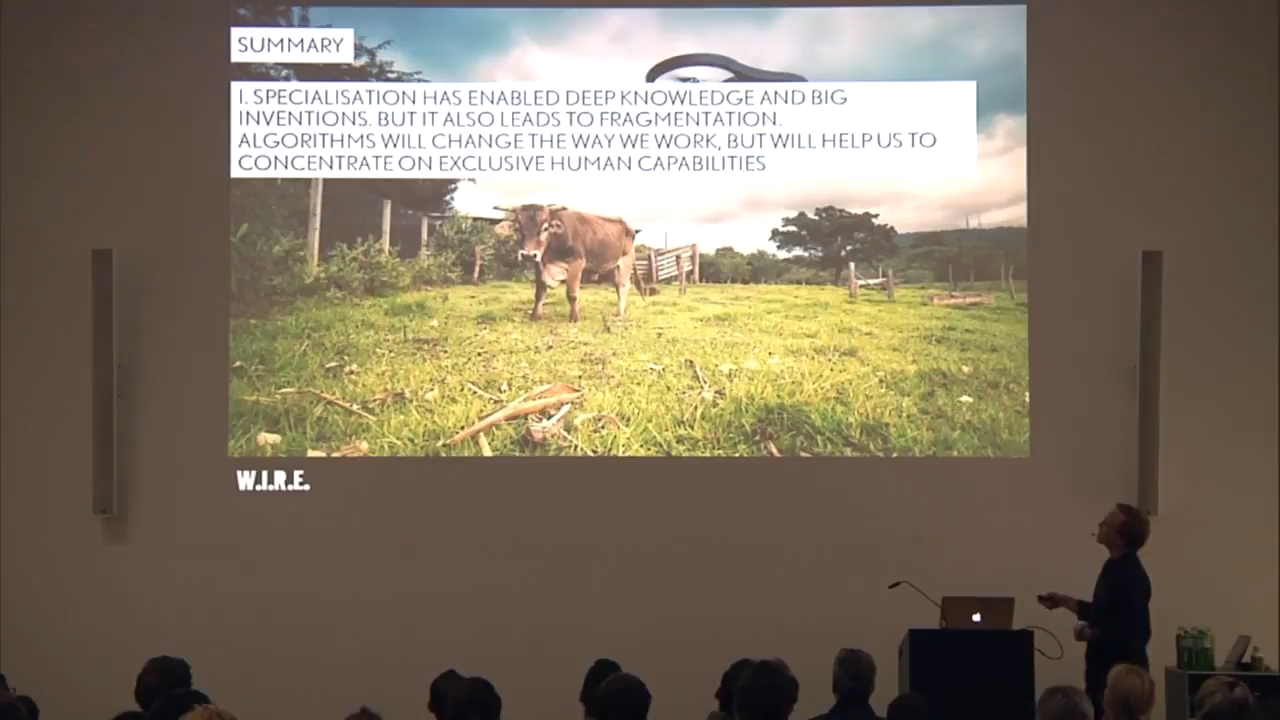 SUMMARY
1. SPECIALISATION HAS ENABLED DEEP KNOWLEDGE AND BIG
INVENTIONS. BUT IT ALSO LEADS TO FRAGMENTATION.
ALGORITHMS WILL CHANGE THE WAY WE WORK, BUT WILL HELP US TO
CONCENTRATE ON EXCLUSIVE HUMAN CAPABILITIES
W.I.R.E.